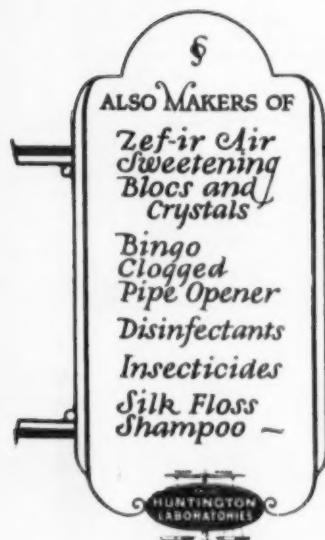 ALSO MAKERS OF
Zef-ir Air
Sweetening
Blocs and
Crystals
Bingo
Clogged
Pipe Opener
Disinfectants
Insecticides
Silk Floss
Shampoo ~
HUNTINGTON
LABORATORIES